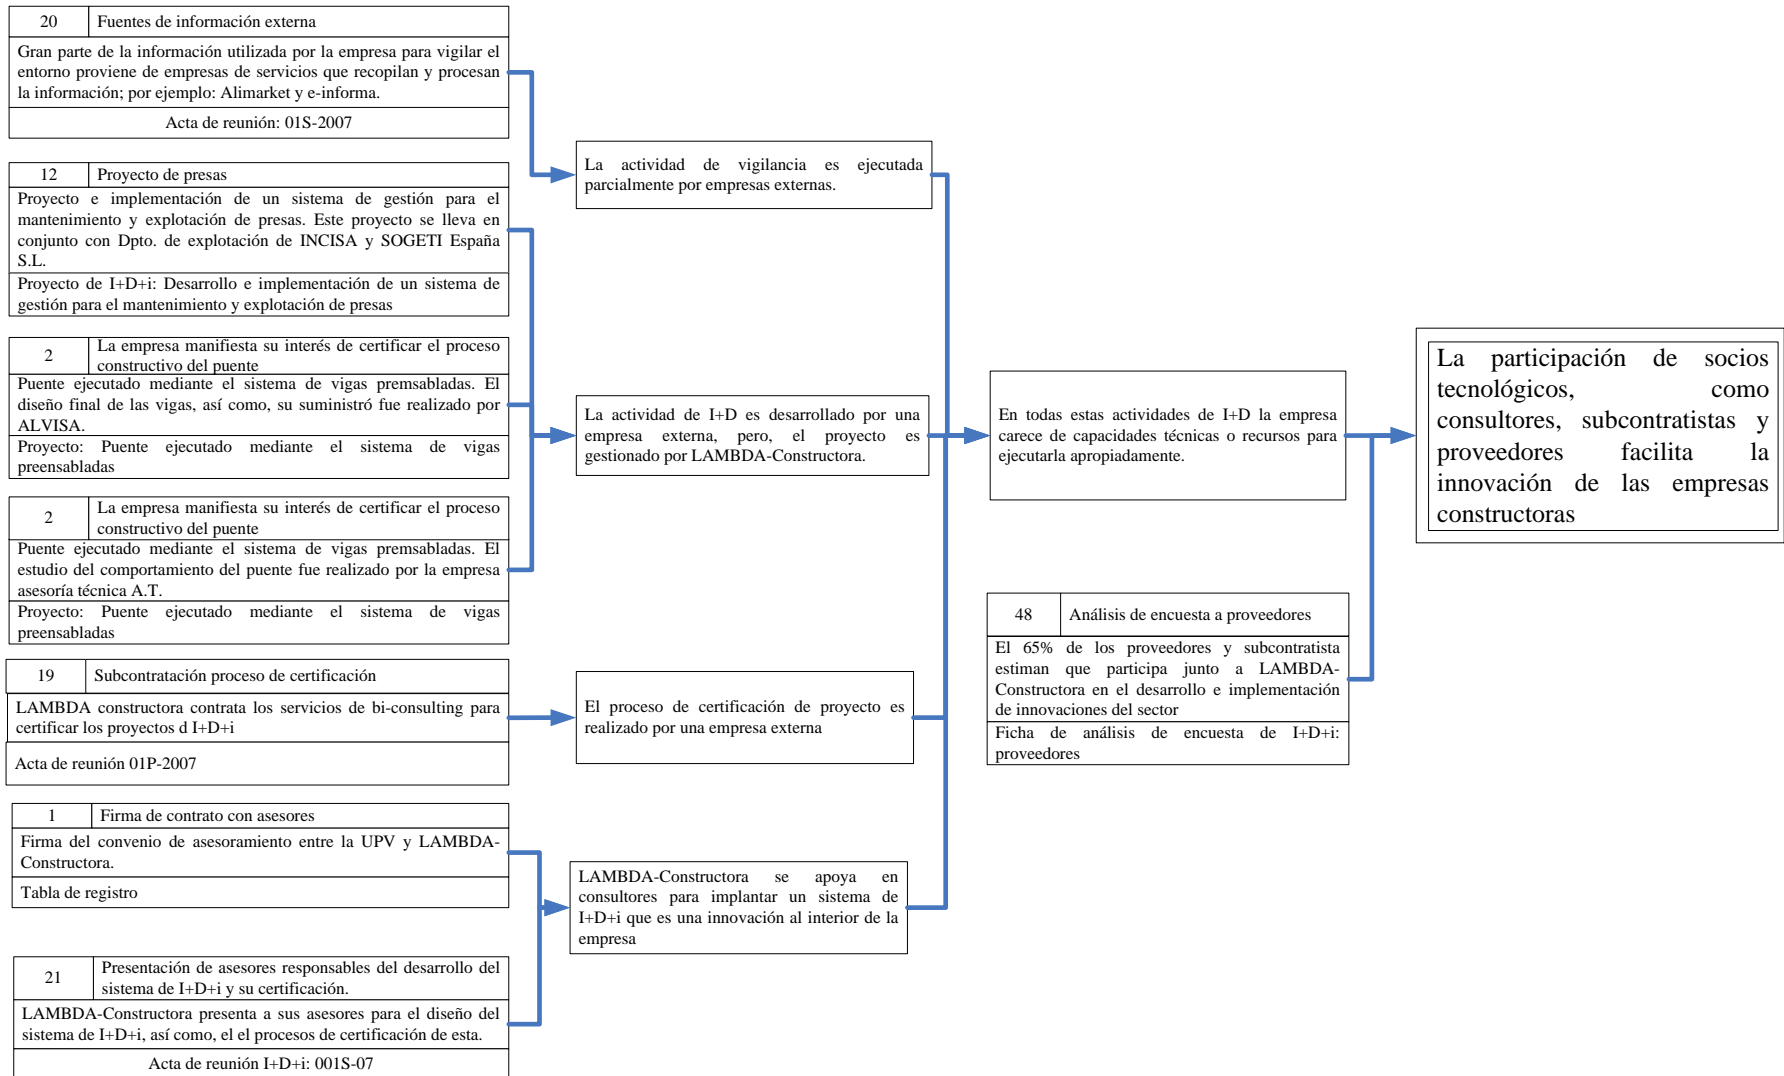 20 Fuentes de información externa
Gran parte de la información utilizada por la empresa para vigilar el
entorno proviene de empresas de servicios que recopilan y procesan
la información; por ejemplo: Alimarket y e-informa.
Acta de reunión: 01S-2007
12 Proyecto de presas
Proyecto e implementación de un sistema de gestión para el
mantenimiento y explotación de presas. Este proyecto se lleva en
conjunto con Dpto. de explotación de INCISA y SOGETI España
S.L.
Proyecto de I+D+i: Desarrollo e implementación de un sistema de
gestión para el mantenimiento y explotación de presas
2 La empresa manifiesta su interés de certificar el proceso
constructivo del puente
Puente ejecutado mediante el sistema de vigas premsabladas. El
diseño final de las vigas, así como, su suministró fue realizado por
ALVISA.
Proyecto: Puente ejecutado mediante el sistema de vigas
preensabladas
2 La empresa manifiesta su interés de certificar el proceso
constructivo del puente
Puente ejecutado mediante el sistema de vigas premsabladas. El
estudio del comportamiento del puente fue realizado por la empresa
asesoría técnica A.T.
Proyecto: Puente ejecutado mediante el sistema de vigas
preensabladas
19 Subcontratación proceso de certificación
LAMBDA constructora contrata los servicios de bi-consulting para
certificar los proyectos d I+D+i
Acta de reunión 01P-2007
1 Firma de contrato con asesores
Firma del convenio de asesoramiento entre la UPV y LAMBDA-
Constructora.
Tabla de registro
21 Presentación de asesores responsables del desarrollo del
sistema de I+D+i y su certificación.
LAMBDA-Constructora presenta a sus asesores para el diseño del
sistema de I+D+i, así como, el el procesos de certificación de esta.
Acta de reunión I+D+i: 001S-07
La actividad de vigilancia es ejecutada
parcialmente por empresas externas.
La actividad de I+D es desarrollado por una
empresa externa, pero, el proyecto es
gestionado por LAMBDA-Constructora.
El proceso de certificación de proyecto es
realizado por una empresa externa
LAMBDA-Constructora se apoya en
consultores para implantar un sistema de
I+D+i que es una innovación al interior de la
empresa
En todas estas actividades de I+D la empresa
carece de capacidades técnicas o recursos para
ejecutarla apropiadamente.
48 Análisis de encuesta a proveedores
El 65% de los proveedores y subcontratista
estiman que participa junto a LAMBDA-
Constructora en el desarrollo e implementación
de innovaciones del sector
Ficha de análisis de encuesta de I+D+i:
proveedores
La participación de socios
tecnológicos, como
consultores, subcontratistas y
proveedores facilita la
innovación de las empresas
constructoras